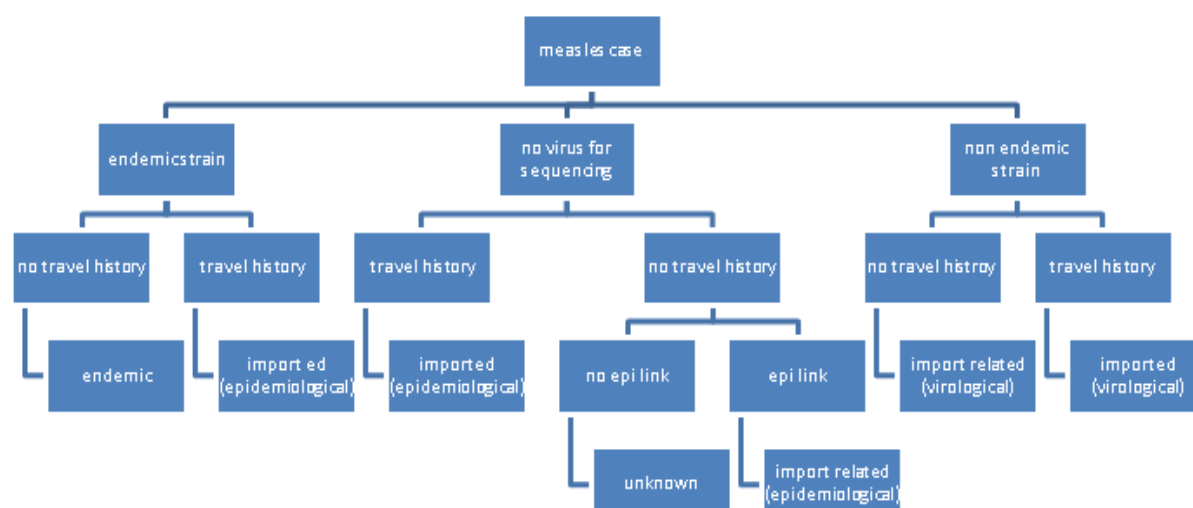 measles case
endemic strain
no virus for
sequencing
non endemic
strain
no travel history
travel history
travel history
no travel history
no travel histroy
travel history
endemic
import ed
(epidemiological)
imported
(epidemiological)
no epi link
epi link
import related
(virological)
imported
(virological)
unknown
import related
(epidemiological)